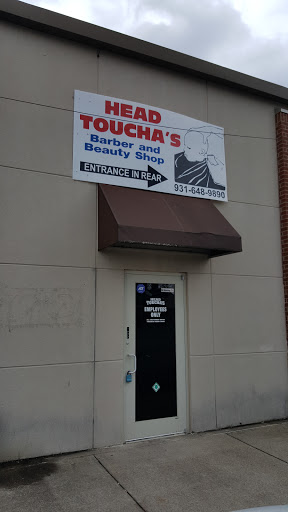 HEAD
TOUCHA'S
Barber and
Beauty Shop
ENTRANCE IN REAR
931-648-9890
EMPLOYEES
ONLY